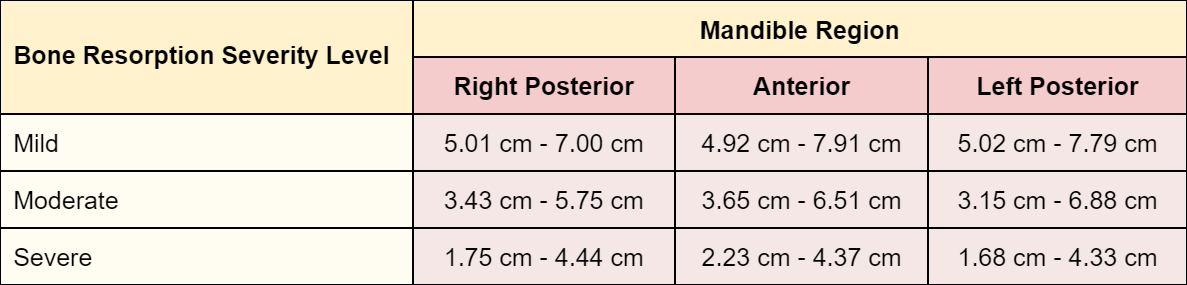 Bone Resorption Severity Level
Mandible Region
Right Posterior
Anterior
Left Posterior
Mild
5.01 cm - 7.00 cm
4.92 cm - 7.91 cm
5.02 cm - 7.79 cm
Moderate
3.43 cm - 5.75 cm
3.65 cm - 6.51 cm
3.15 cm - 6.88 cm
Severe
1.75 cm - 4.44 cm
2.23 cm - 4.37 cm
1.68 cm - 4.33 cm